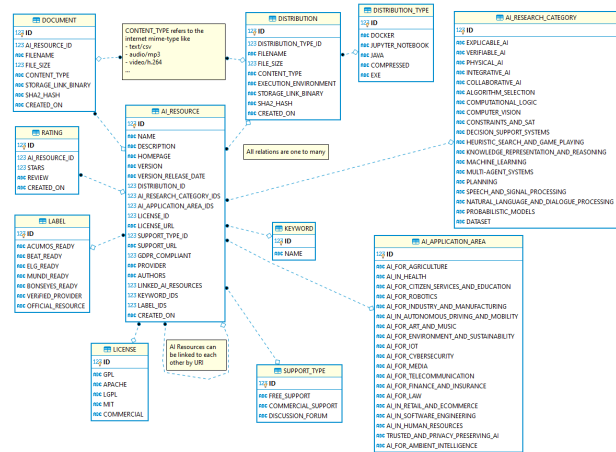 DOCUMENT
123 ID
123 AI_RESOURCE_ID
ABC FILENAME
123 FILE_SIZE
ABC CONTENT_TYPE
ABC STORAGE_LINK_BINARY
ABC SHA2_HASH
ABC CREATED_ON
CONTENT_TYPE refers to the
internet mime-type like
- text/csv
- audio/mp3
- video/h.264
...
DISTRIBUTION
123 ID
123 DISTRIBUTION_TYPE_ID
ABC FILENAME
123 FILE_SIZE
ABC CONTENT_TYPE
ABC EXECUTION_ENVIRONMENT
ABC STORAGE_LINK_BINARY
ABC SHA2_HASH
ABC CREATED_ON
DISTRIBUTION_TYPE
123 ID
ABC DOCKER
ABC JUPYTER_NOTEBOOK
ABC JAVA
ABC COMPRESSED
ABC EXE
AI_RESEARCH_CATEGORY
123 ID
ABC EXPLICABLE_AI
ABC VERIFIABLE_AI
ABC PHYSICAL_AI
ABC INTEGRATIVE_AI
ABC COLLABORATIVE_AI
ABC ALGORITHM_SELECTION
ABC COMPUTATIONAL_LOGIC
ABC COMPUTER_VISION
ABC CONSTRAINTS_AND_SAT
ABC DECISION_SUPPORT_SYSTEMS
ABC HEURISTIC_SEARCH_AND_GAME_PLAYING
ABC KNOWLEDGE_REPRESENTATION_AND_REASONING
ABC MACHINE_LEARNING
ABC MULTI-AGENT_SYSTEMS
ABC PLANNING
ABC SPEECH_AND_SIGNAL_PROCESSING
ABC NATURAL_LANGUAGE_AND_DIALOGUE_PROCESSING
ABC PROBABILISTIC_MODELS
ABC DATASET
RATING
123 ID
123 AI_RESOURCE_ID
123 STARS
ABC REVIEW
ABC CREATED_ON
AI_RESOURCE
123 ID
ABC NAME
ABC DESCRIPTION
ABC HOMEPAGE
ABC VERSION
ABC VERSION_RELEASE_DATE
123 DISTRIBUTION_ID
123 AI_RESEARCH_CATEGORY_IDS
123 AI_APPLICATION_AREA_IDS
123 LICENSE_ID
ABC LICENSE_URL
123 SUPPORT_TYPE_ID
ABC SUPPORT_URL
123 GDPR_COMPLIANT
ABC PROVIDER
ABC AUTHORS
123 LINKED_AI_RESOURCES
123 KEYWORD_IDS
123 LABEL_IDS
ABC CREATED_ON
All relations are one to many
LABEL
123 ID
ABC ACUMOS_READY
ABC BEAT_READY
ABC ELG_READY
ABC MUNDI_READY
ABC BONSEYES_READY
ABC VERIFIED_PROVIDER
ABC OFFICIAL_RESOURCE
KEYWORD
123 ID
ABC NAME
AI_APPLICATION_AREA
123 ID
ABC AI_FOR_AGRICULTURE
ABC AI_IN_HEALTH
ABC AI_FOR_CITIZEN_SERVICES_AND_EDUCATION
ABC AI_FOR_ROBOTICS
ABC AI_FOR_INDUSTRY_AND_MANUFACTURING
ABC AI_IN_AUTONOMOUS_DRIVING_AND_MOBILITY
ABC AI_FOR_ART_AND_MUSIC
ABC AI_FOR_ENVIRONMENT_AND_SUSTAINABILITY
ABC AI_FOR_IOT
ABC AI_FOR_CYBERSECURITY
ABC AI_FOR_MEDIA
ABC AI_FOR_TELECOMMUNICATION
ABC AI_FOR_FINANCE_AND_INSURANCE
ABC AI_FOR_LAW
ABC AI_IN_RETAIL_AND_ECOMMERCE
ABC AI_IN_SOFTWARE_ENGINEERING
ABC AI_IN_HUMAN_RESOURCES
ABC TRUSTED_AND_PRIVACY_PRESERVING_AI
ABC AI_FOR_AMBIENT_INTELLIGENCE
LICENSE
123 ID
ABC GPL
ABC APACHE
ABC LGPL
ABC MIT
ABC COMMERCIAL
AI Resources can
be linked to each
other by URI
SUPPORT_TYPE
123 ID
ABC FREE_SUPPORT
ABC COMMERCIAL_SUPPORT
ABC DISCUSSION_FORUM